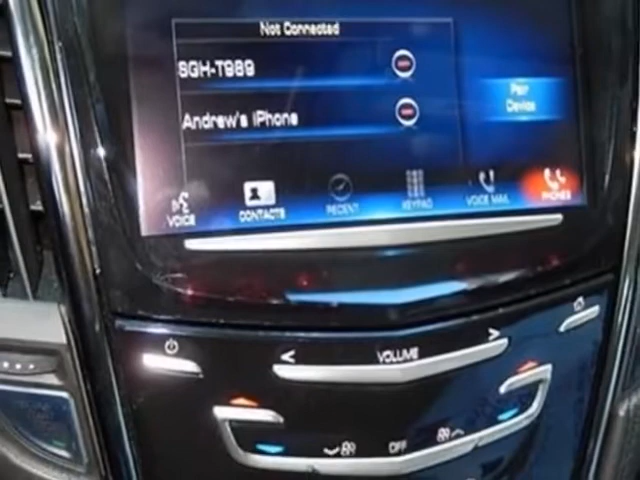 Not Connected
SGH-T989
Andrew's iPhone
Pair
Device
VOICE
CONTACTS
RECENT
KEYPAD
VOICE MAIL
PHONES
< VOLUME >
OFF